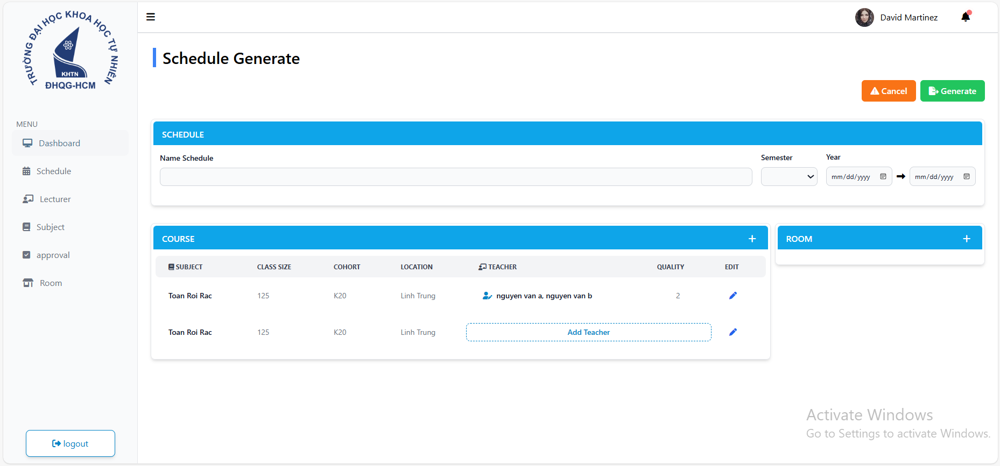 TRƯỜNG ĐẠI HỌC KHOA HỌC TỰ NHIÊN
KHTN
ĐHQG-HCM
David Martinez
Schedule Generate
Cancel
Generate
MENU
Dashboard
Schedule
Lecturer
Subject
approval
Room
logout
SCHEDULE
Name Schedule
Semester
Year
mm/dd/yyyy
mm/dd/yyyy
COURSE
ROOM
SUBJECT CLASS SIZE COHORT LOCATION TEACHER QUALITY EDIT
Toan Roi Rac 125 K20 Linh Trung nguyen van a, nguyen van b 2
Toan Roi Rac 125 K20 Linh Trung Add Teacher
Activate Windows
Go to Settings to activate Windows.